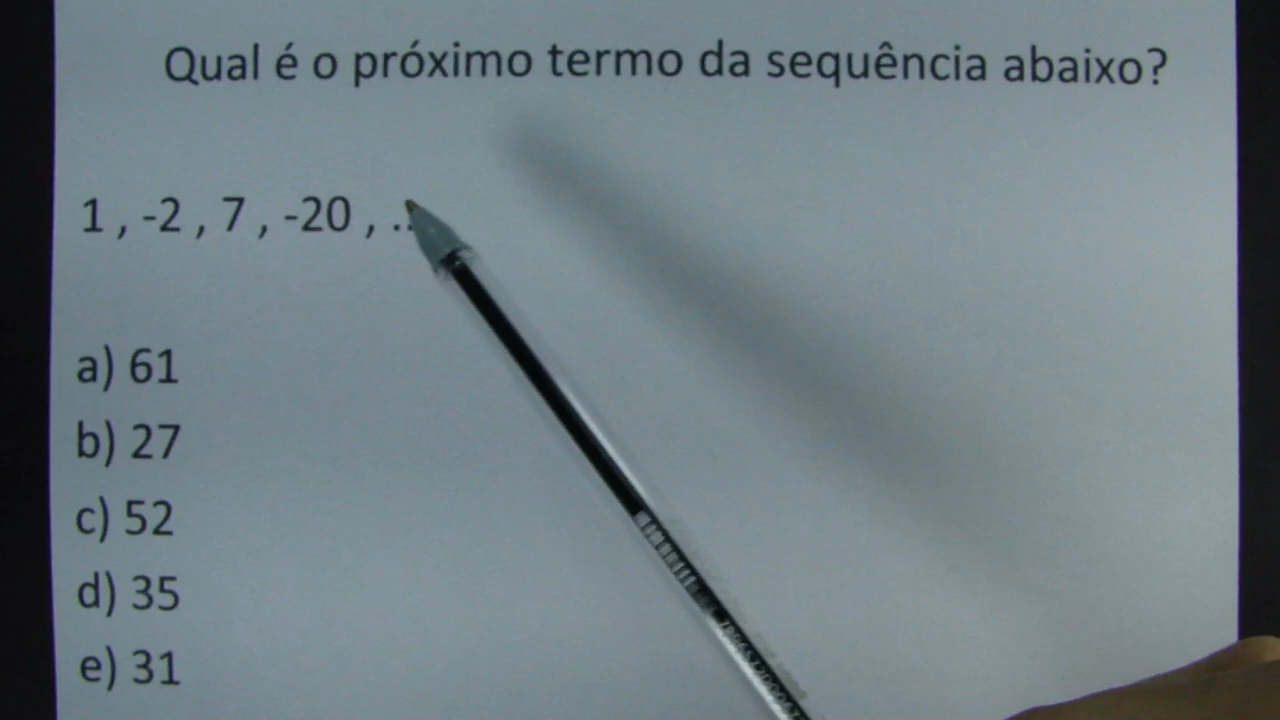 Qual é o próximo termo da sequência abaixo?
1 , -2 , 7 , -20 , ..
a) 61
b) 27
c) 52
d) 35
e) 31